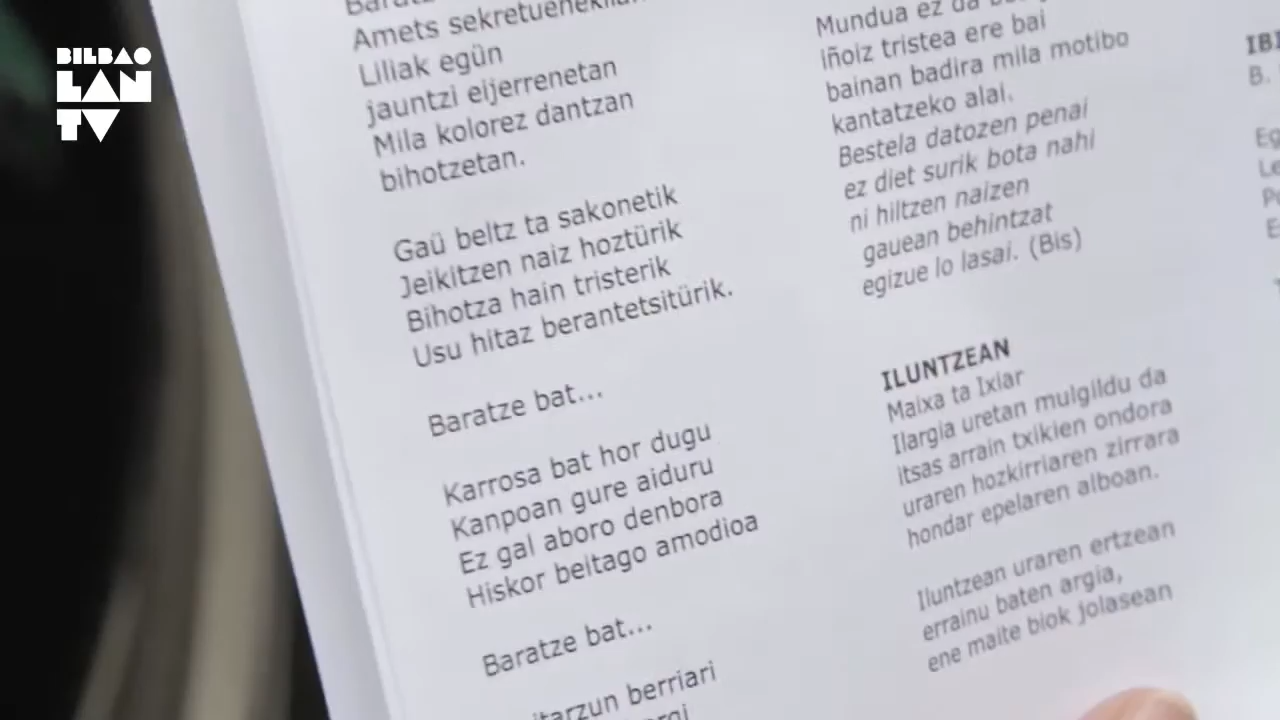 BILBAO
LAN
TV
Amets
Liliak egün
jauntzi eijerrenetan
Mila kolorez dantzan
bihotzetan.
Gaü beltz ta sakonetik
Jeikitzen naiz hoztürik
Bihotza hain tristerik
Usu hitaz berantetsitürik.
Baratze bat...
Karrosa bat hor dugu
Kanpoan gure aiduru
Ez gal aboro denbora
Hiskor beitago amodioa
Baratze bat...
berriari
Mundua ez da
iñoiz tristea ere bai
bainan badira mila motibo
kantatzeko alai.
Bestela datozen penai
ez diet surik bota nahi
ni hiltzen naizen
gauean behintzat
egizue lo lasai. (Bis)
ILUNTZEAN
Maixa ta Ixiar
Ilargia uretan mulgildu da
itsas arrain txikien ondora
uraren hozkirriaren zirrara
hondar epelaren alboan.
Iluntzean uraren ertzean
errainu baten argia,
ene maite biok jolasean
B.